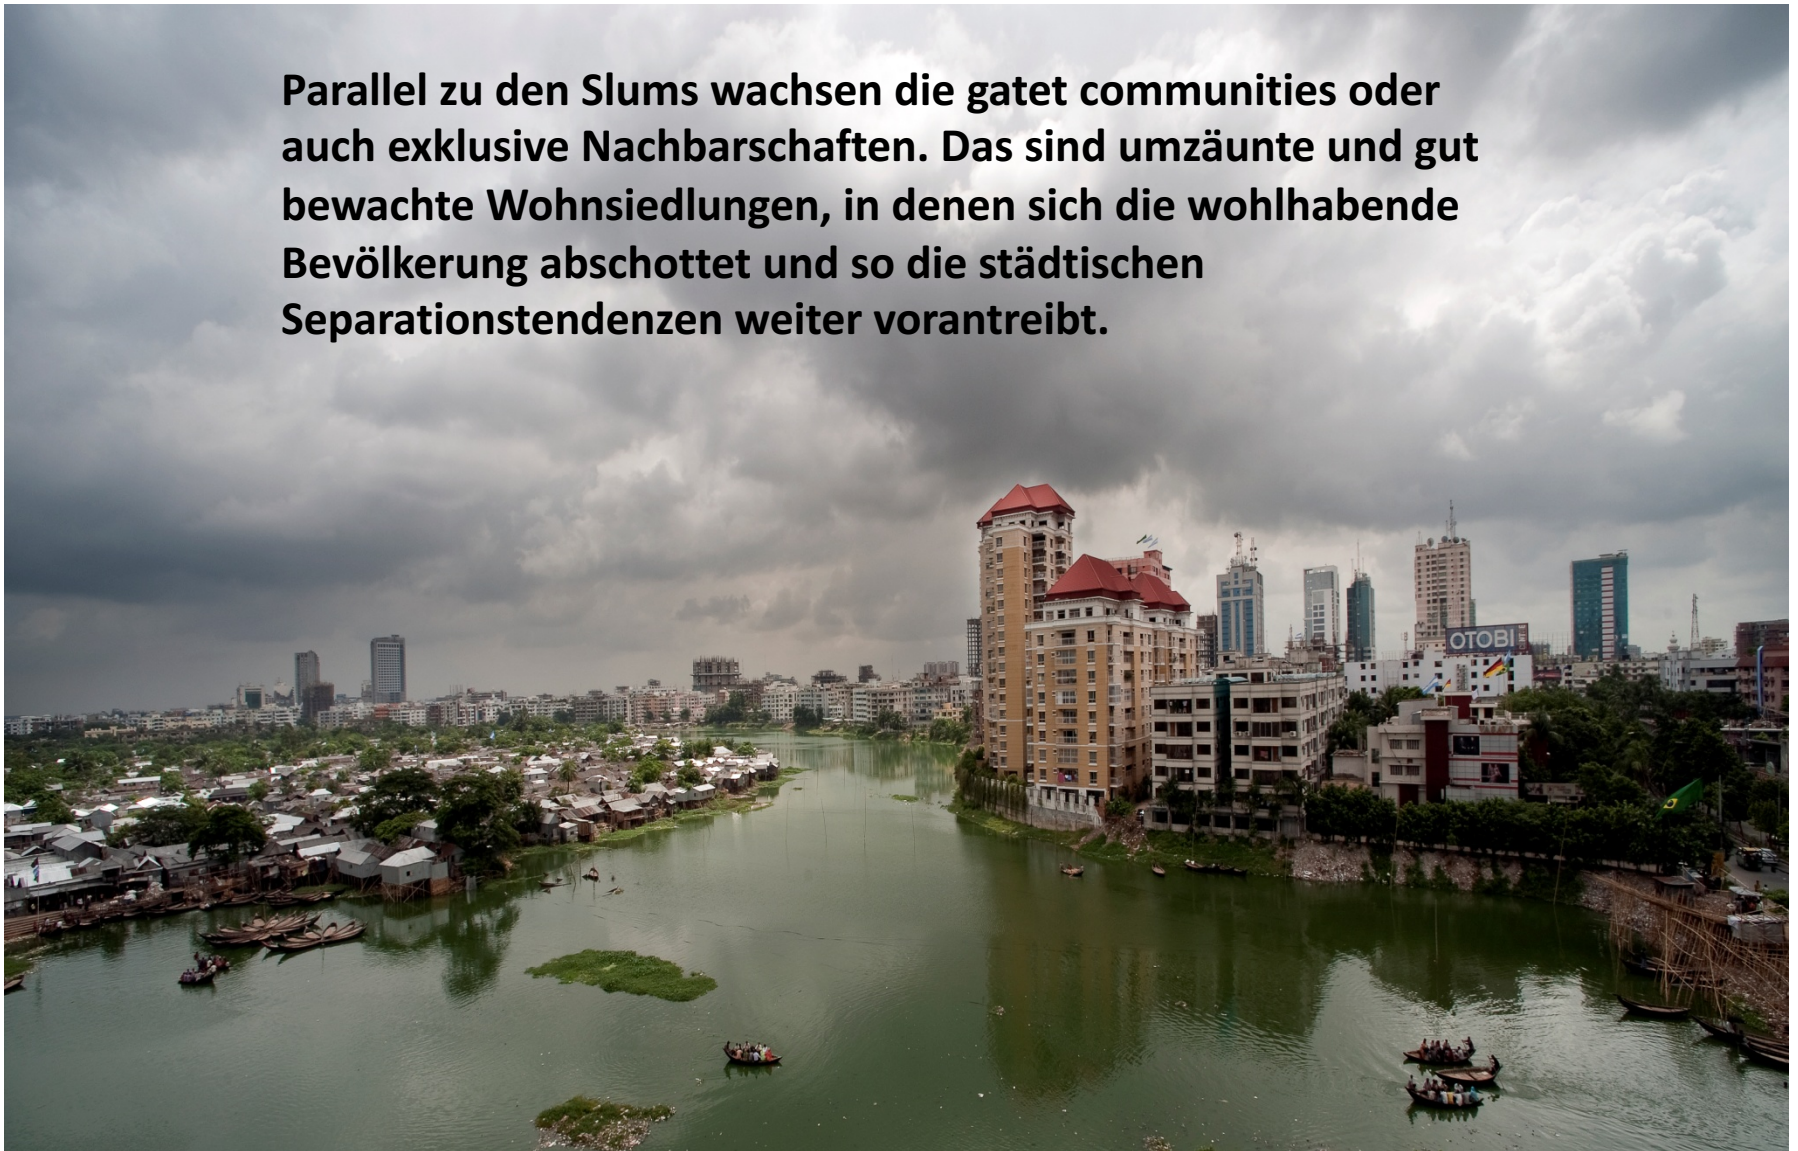 Parallel zu den Slums wachsen die gatet communities oder
auch exklusive Nachbarschaften. Das sind umzäunte und gut
bewachte Wohnsiedlungen, in denen sich die wohlhabende
Bevölkerung abschottet und so die städtischen
Separationstendenzen weiter vorantreibt.
OTOBI